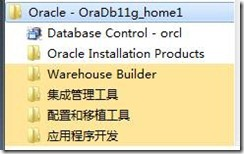 Oracle - OraDb11g_home1
Database Control - orcl
Oracle Installation Products
Warehouse Builder
集成管理工具
配置和移植工具
应用程序开发